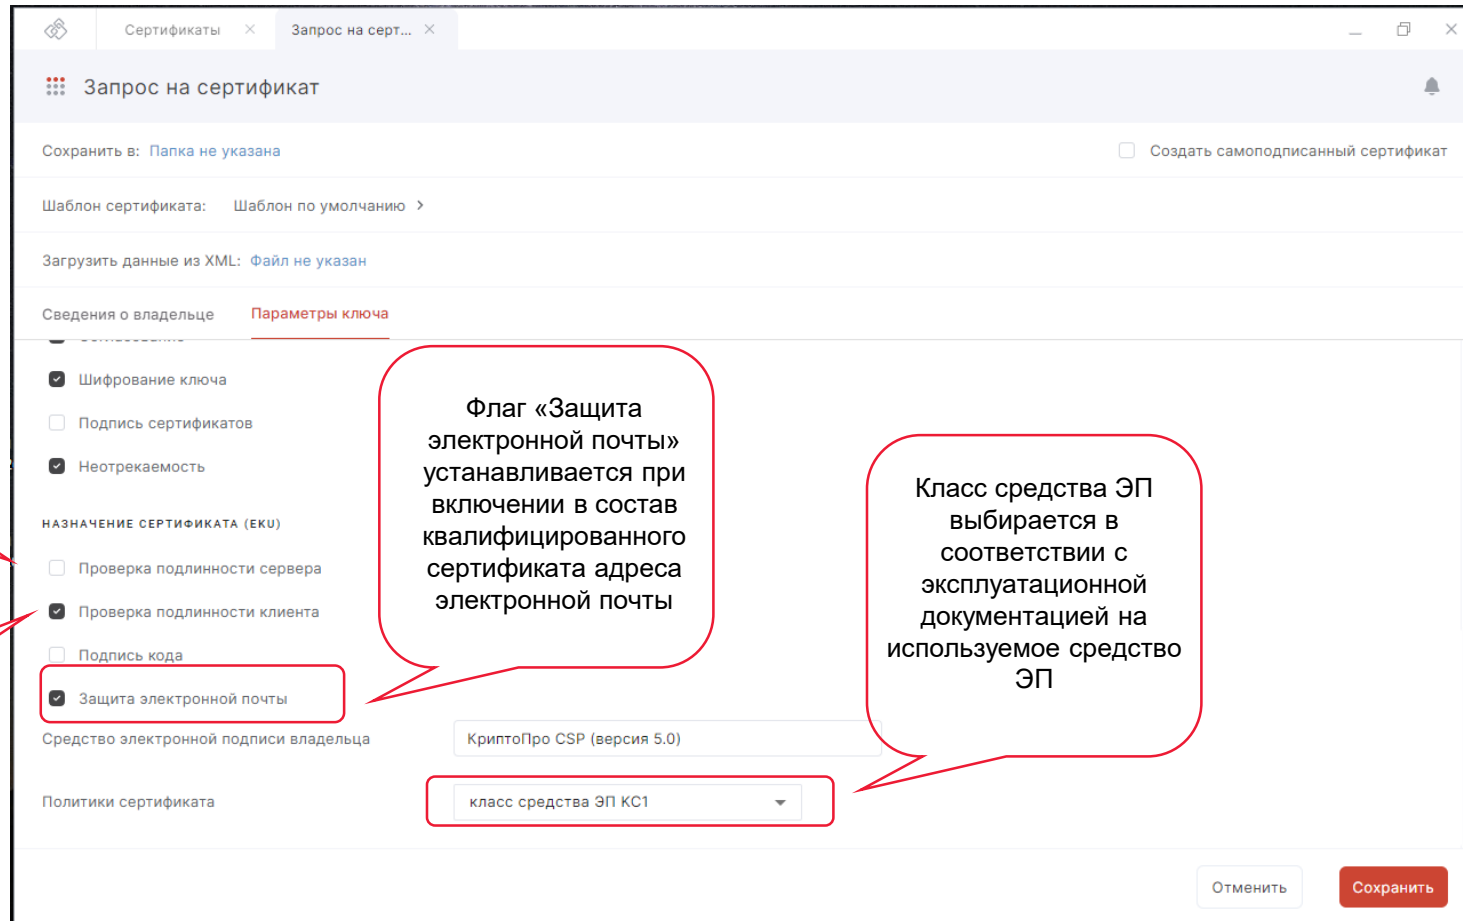 Сертификаты
Запрос на серт...
Запрос на сертификат
Сохранить в: Папка не указана
Создать самоподписанный сертификат
Шаблон сертификата: Шаблон по умолчанию
Загрузить данные из XML: Файл не указан
Сведения о владельце
Параметры ключа
Шифрование ключа
Подпись сертификатов
Неотрекаемость
НАЗНАЧЕНИЕ СЕРТИФИКАТА (EKU)
Проверка подлинности сервера
Проверка подлинности клиента
Подпись кода
Защита электронной почты
Средство электронной подписи владельца
КриптоПро CSP (версия 5.0)
Политики сертификата
класс средства ЭП КС1
Флаг «Защита
электронной почты»
устанавливается при
включении в состав
квалифицированного
сертификата адреса
электронной почты
Класс средства ЭП
выбирается в
соответствии с
эксплуатационной
документацией на
используемое средство
ЭП
Отменить
Сохранить